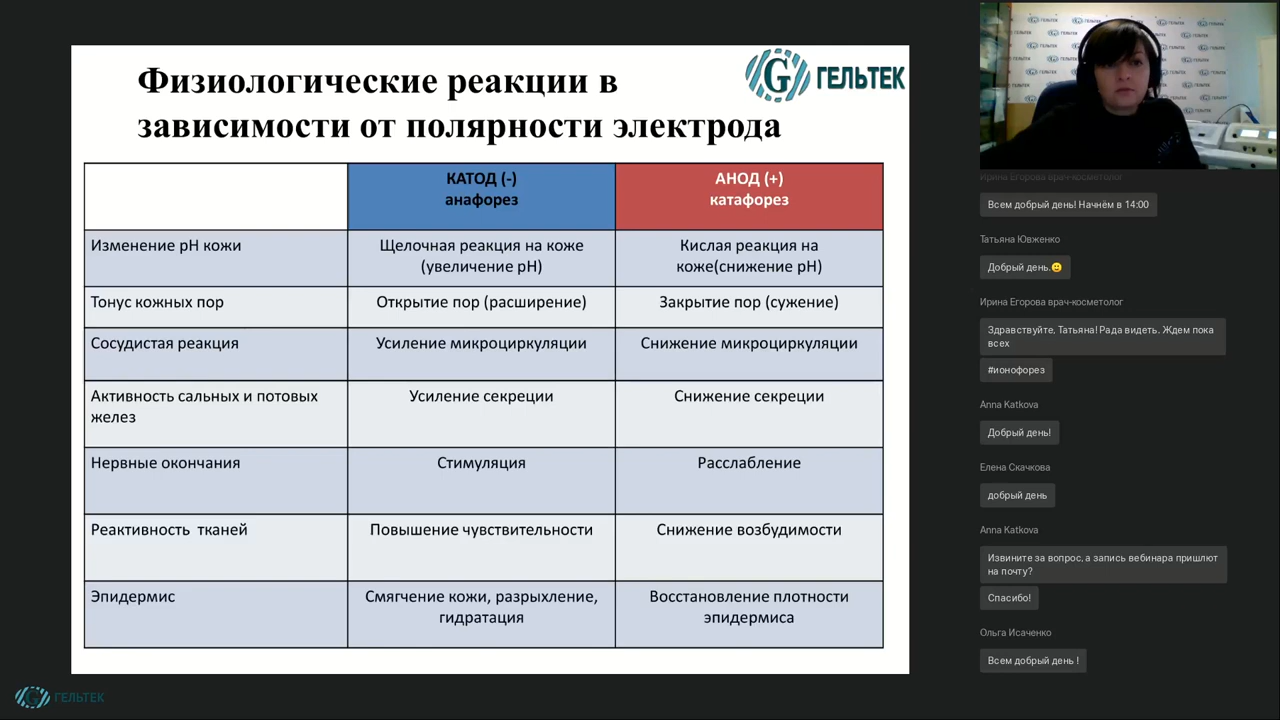 Физиологические реакции в
зависимости от полярности электрода
ГЕЛЬТЕК
КАТОД (-)
анафорез
АНОД (+)
катафорез
Изменение pH кожи
Щелочная реакция на коже
(увеличение pH)
Кислая реакция на
коже(снижение pH)
Тонус кожных пор
Открытие пор (расширение)
Закрытие пор (сужение)
Сосудистая реакция
Усиление микроциркуляции
Снижение микроциркуляции
Активность сальных и потовых
желез
Усиление секреции
Снижение секреции
Нервные окончания
Стимуляция
Расслабление
Реактивность тканей
Повышение чувствительности
Снижение возбудимости
Эпидермис
Смягчение кожи, разрыхление,
гидратация
Восстановление плотности
эпидермиса
ГЕЛЬТЕК
Ирина Егорова врач-косметолог
Всем добрый день! Начнём в 14:00
Татьяна Ювженко
Добрый день.🙂
Ирина Егорова врач-косметолог
Здравствуйте, Татьяна! Рада видеть. Ждем пока
всех
#ионофорез
Anna Katkova
Добрый день!
Елена Скачкова
добрый день
Anna Katkova
Извините за вопрос, а запись вебинара пришлют
на почту?
Спасибо!
Ольга Исаченко
Всем добрый день !